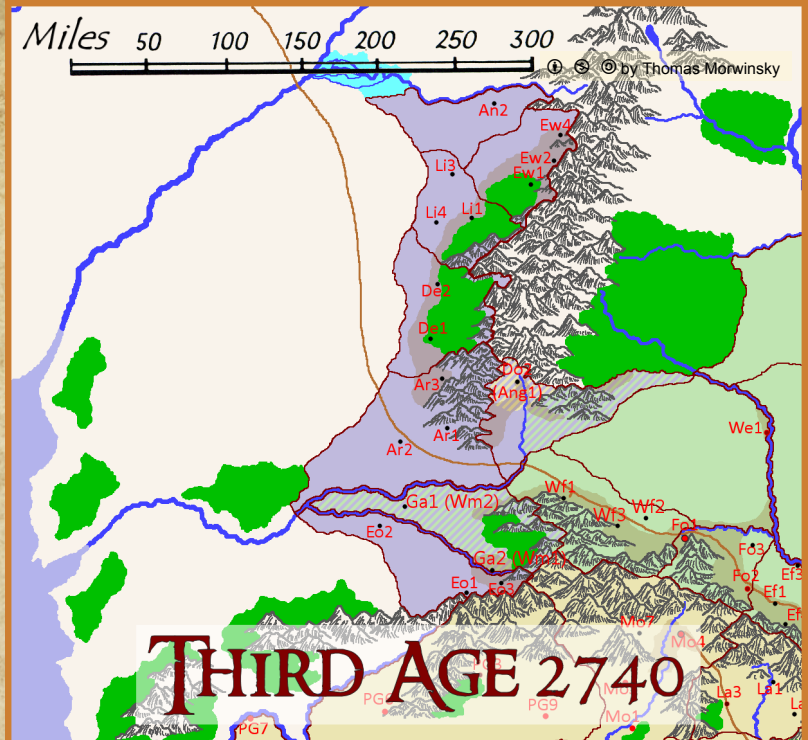 Miles 50 100 150 200 250 300
by Thomas Morwinsky
An2
Ew4
Ew2
Li3
Ew1
Li4 Li1
De2
De1
Do2
Ar3 (Ang1)
Ar1 We1
Ar2
Wf1
Ga1 (Wm2)
Wf3 Wf2
Eo2 Fo1
Fo3
Ga2 (Wm1)
Fo2 Ef3
Eo1 Eo3 Ef1
Mo7
Mo4
THIRD AGE 2740
La3 La1
PG9
Mo1
PG7